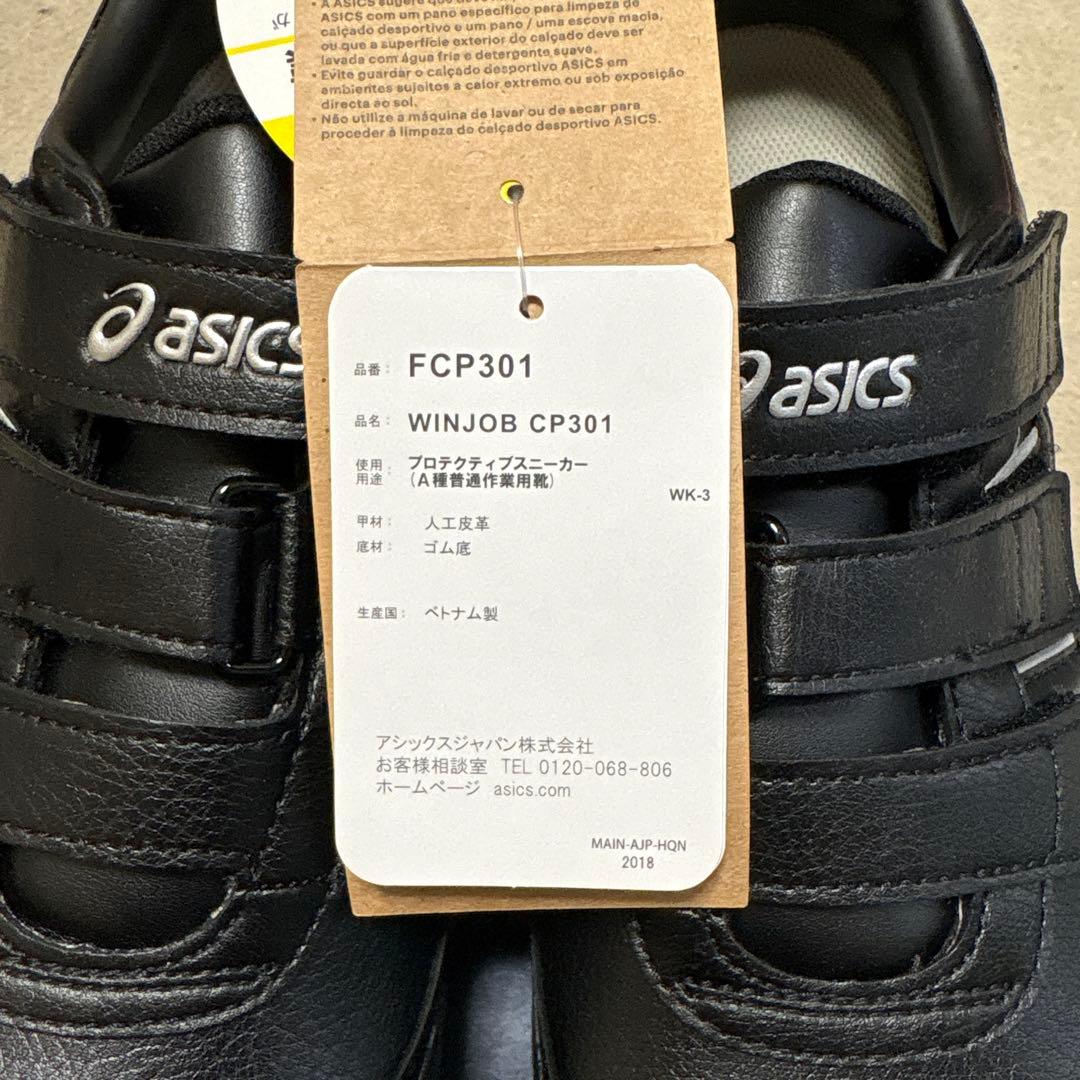 ASICS com um pano específico para limpeza de
calçado desportivo e um pano / uma escova macia,
ou que a superfície exterior do calçado deve ser
lavada com água fria e detergente suave.
• Evite guardar o calçado desportivo ASICS em
ambientes sujeitos a calor extremo ou sob exposição
directa ao sol.
• Não utilize a máquina de lavar ou de secar para
proceder à limpeza do calçado desportivo ASICS.
asics
asics
品番： FCP301
品名： WINJOB CP301
使用用途： プロテクティブスニーカー
（A種普通作業用靴）
WK-3
甲材： 人工皮革
底材： ゴム底
生産国： ベトナム製
アシックスジャパン株式会社
お客様相談室 TEL 0120-068-806
ホームページ asics.com
MAIN-AJP-HQN
2018